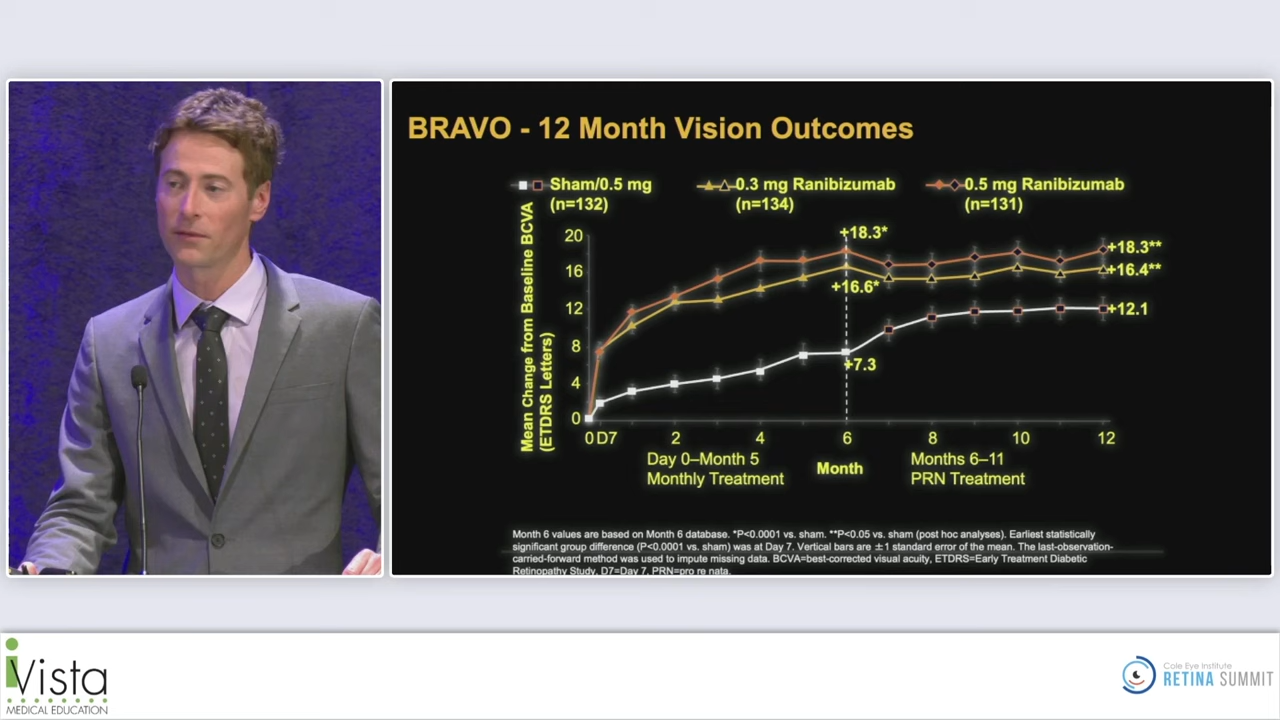 BRAVO - 12 Month Vision Outcomes
Sham/0.5 mg
(n=132)
0.3 mg Ranibizumab
(n=134)
0.5 mg Ranibizumab
(n=131)
Mean Change from Baseline BCVA
(ETDRS Letters)
20
16
12
8
4
0
+18.3*
+16.6*
+7.3
+18.3**
+16.4**
+12.1
0 D7 2 4 6 8 10 12
Day 0–Month 5
Monthly Treatment
Month
Months 6–11
PRN Treatment
Month 6 values are based on Month 6 database. *P<0.0001 vs. sham. **P<0.05 vs. sham (post hoc analyses). Earliest statistically
significant group difference (P<0.0001 vs. sham) was at Day 7. Vertical bars are ±1 standard error of the mean. The last-observation-
carried-forward method was used to impute missing data. BCVA=best-corrected visual acuity, ETDRS=Early Treatment Diabetic
Retinopathy Study, D7=Day 7, PRN=pro re nata.
iVista
MEDICAL EDUCATION
Cole Eye Institute
RETINA SUMMIT